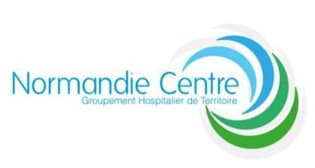 Normandie Centre
Groupement Hospitalier de Territoire